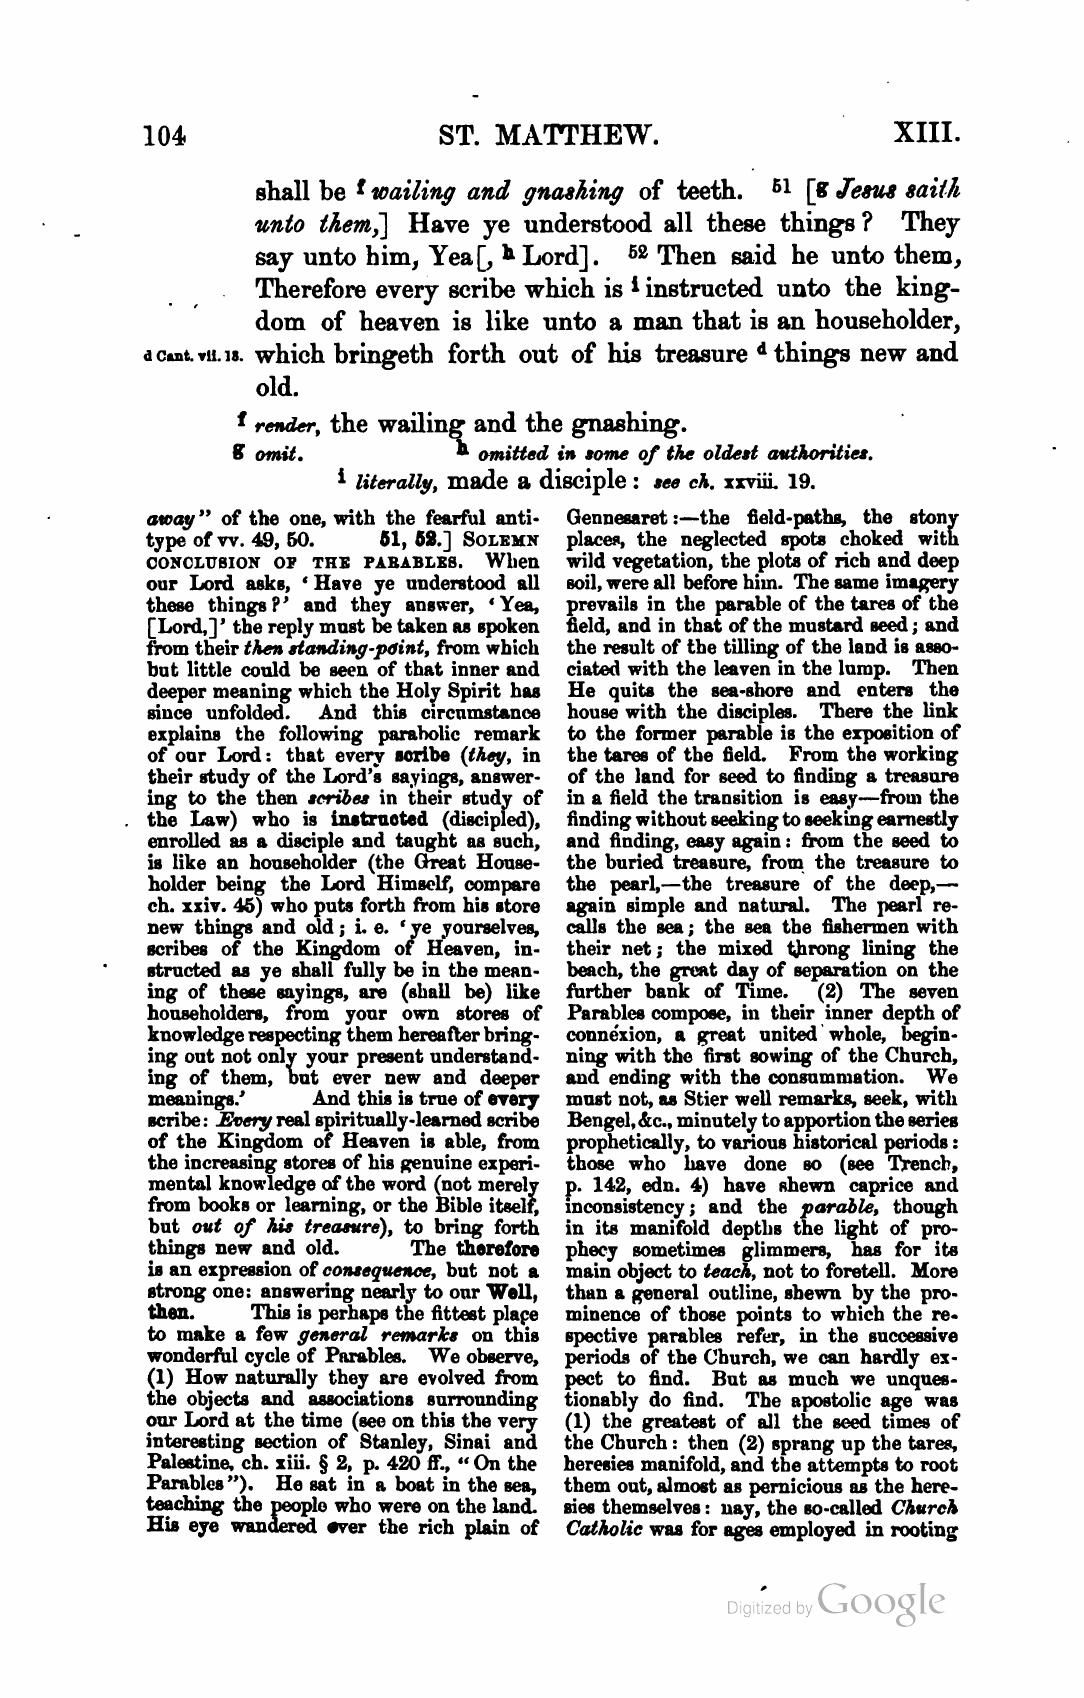 104 ST. MATTHEW. XIII.
shall be f wailing and gnashing of teeth. 51 [g Jesus saith
unto them,] Have ye understood all these things? They
say unto him, Yea[, h Lord]. 52 Then said he unto them,
Therefore every scribe which is i instructed unto the king-
dom of heaven is like unto a man that is an householder,
d Cant. vii. 13. which bringeth forth out of his treasure d things new and
old.
f render, the wailing and the gnashing.
g omit. h omitted in some of the oldest authorities.
i literally, made a disciple: see ch. xxviii. 19.
away” of the one, with the fearful anti-
type of vv. 49, 50. 51, 52.] SOLEMN
CONCLUSION OF THE PARABLES. When
our Lord asks, ‘Have ye understood all
these things?’ and they answer, ‘Yea,
[Lord,]’ the reply must be taken as spoken
from their then standing-point, from which
but little could be seen of that inner and
deeper meaning which the Holy Spirit has
since unfolded. And this circumstance
explains the following parabolic remark
of our Lord: that every scribe (they, in
their study of the Lord's sayings, answer-
ing to the then scribes in their study of
the Law) who is instructed (discipled),
enrolled as a disciple and taught as such,
is like an householder (the Great House-
holder being the Lord Himself, compare
ch. xxiv. 45) who puts forth from his store
new things and old; i. e. ‘ye yourselves,
scribes of the Kingdom of Heaven, in-
structed as ye shall fully be in the mean-
ing of these sayings, are (shall be) like
householders, from your own stores of
knowledge respecting them hereafter bring-
ing out not only your present understand-
ing of them, but ever new and deeper
meanings.’ And this is true of every
scribe: Every real spiritually-learned scribe
of the Kingdom of Heaven is able, from
the increasing stores of his genuine experi-
mental knowledge of the word (not merely
from books or learning, or the Bible itself,
but out of his treasure), to bring forth
things new and old. The therefore
is an expression of consequence, but not a
strong one: answering nearly to our Well,
then. This is perhaps the fittest place
to make a few general remarks on this
wonderful cycle of Parables. We observe,
(1) How naturally they are evolved from
the objects and associations surrounding
our Lord at the time (see on this the very
interesting section of Stanley, Sinai and
Palestine, ch. xiii. § 2, p. 420 ff., “On the
Parables”). He sat in a boat in the sea,
teaching the people who were on the land.
His eye wandered over the rich plain of
Gennesaret:—the field-paths, the stony
places, the neglected spots choked with
wild vegetation, the plots of rich and deep
soil, were all before him. The same imagery
prevails in the parable of the tares of the
field, and in that of the mustard seed; and
the result of the tilling of the land is asso-
ciated with the leaven in the lump. Then
He quits the sea-shore and enters the
house with the disciples. There the link
to the former parable is the exposition of
the tares of the field. From the working
of the land for seed to finding a treasure
in a field the transition is easy—from the
finding without seeking to seeking earnestly
and finding, easy again: from the seed to
the buried treasure, from the treasure to
the pearl,—the treasure of the deep,—
again simple and natural. The pearl re-
calls the sea; the sea the fishermen with
their net; the mixed throng lining the
beach, the great day of separation on the
further bank of Time. (2) The seven
Parables compose, in their inner depth of
connéxion, a great united whole, begin-
ning with the first sowing of the Church,
and ending with the consummation. We
must not, as Stier well remarks, seek, with
Bengel, &c., minutely to apportion the series
prophetically, to various historical periods:
those who have done so (see Trench,
p. 142, edn. 4) have shewn caprice and
inconsistency; and the parable, though
in its manifold depths the light of pro-
phecy sometimes glimmers, has for its
main object to teach, not to foretell. More
than a general outline, shewn by the pro-
minence of those points to which the re-
spective parables refer, in the successive
periods of the Church, we can hardly ex-
pect to find. But as much we unques-
tionably do find. The apostolic age was
(1) the greatest of all the seed times of
the Church: then (2) sprang up the tares,
heresies manifold, and the attempts to root
them out, almost as pernicious as the here-
sies themselves: nay, the so-called Church
Catholic was for ages employed in rooting
Digitized by Google